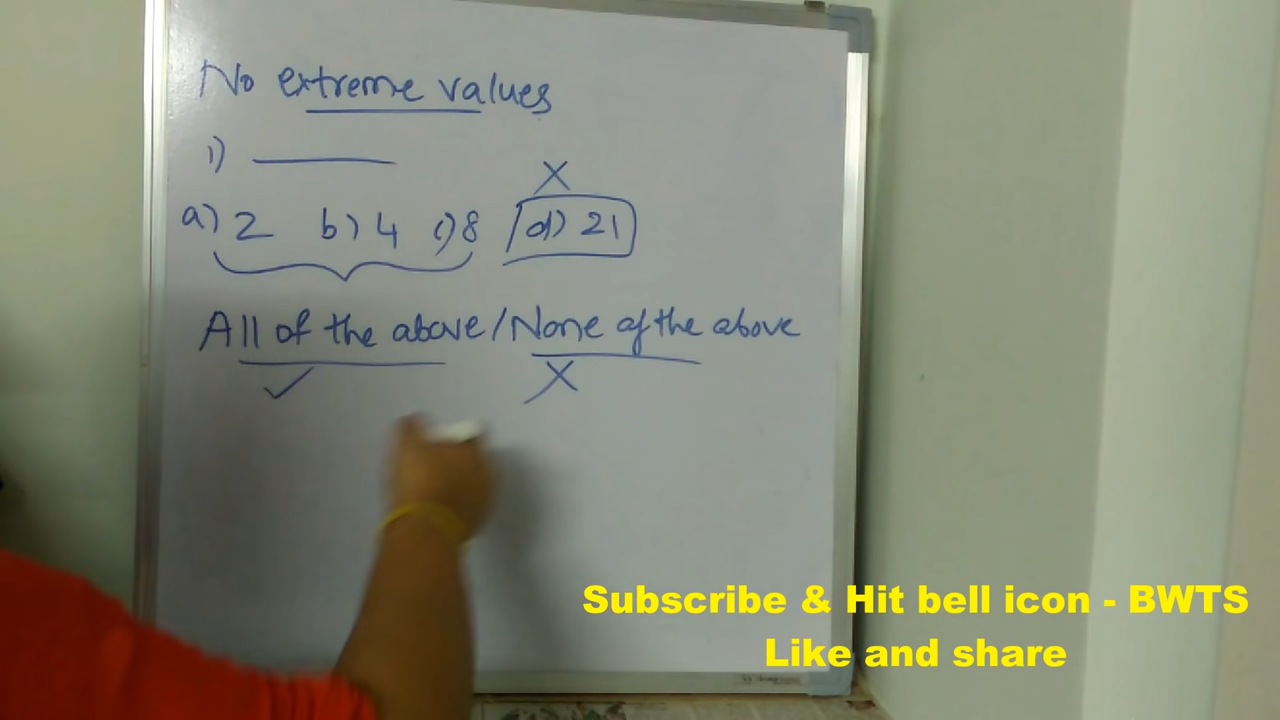 No extreme values
1) ________
X
a) 2 b) 4 c) 8 d) 21
All of the above / None of the above
✓ X
Subscribe & Hit bell icon - BWTS
Like and share